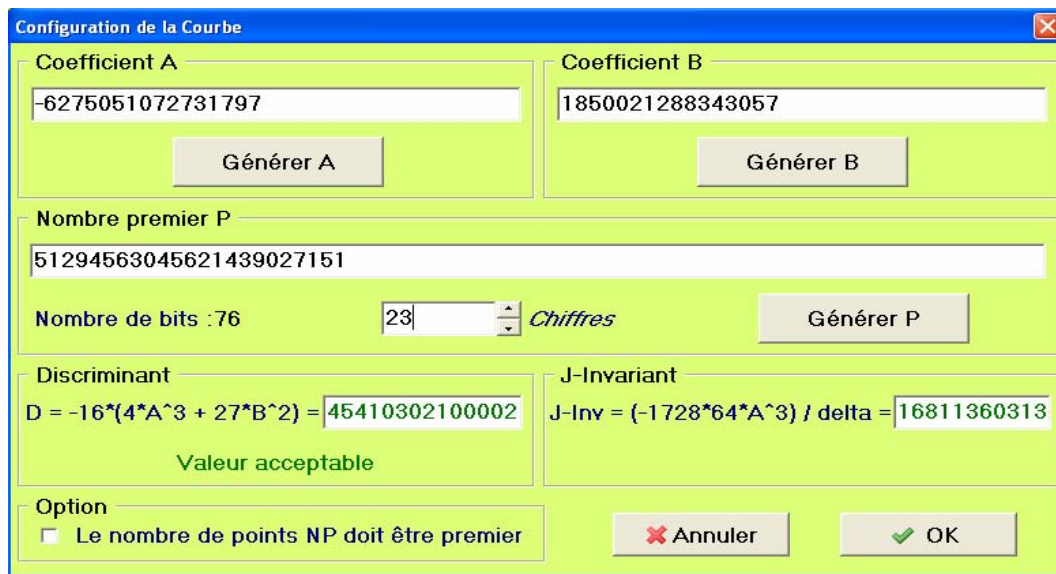 Configuration de la Courbe
Coefficient A
-6275051072731797
Générer A
Coefficient B
1850021288343057
Générer B
Nombre premier P
51294563045621439027151
Nombre de bits :76
23
Chiffres
Générer P
Discriminant
D = -16*(4*A^3 + 27*B^2) = 45410302100002
Valeur acceptable
J-Invariant
J-Inv = (-1728*64*A^3) / delta = 16811360313
Option
Le nombre de points NP doit être premier
Annuler
OK